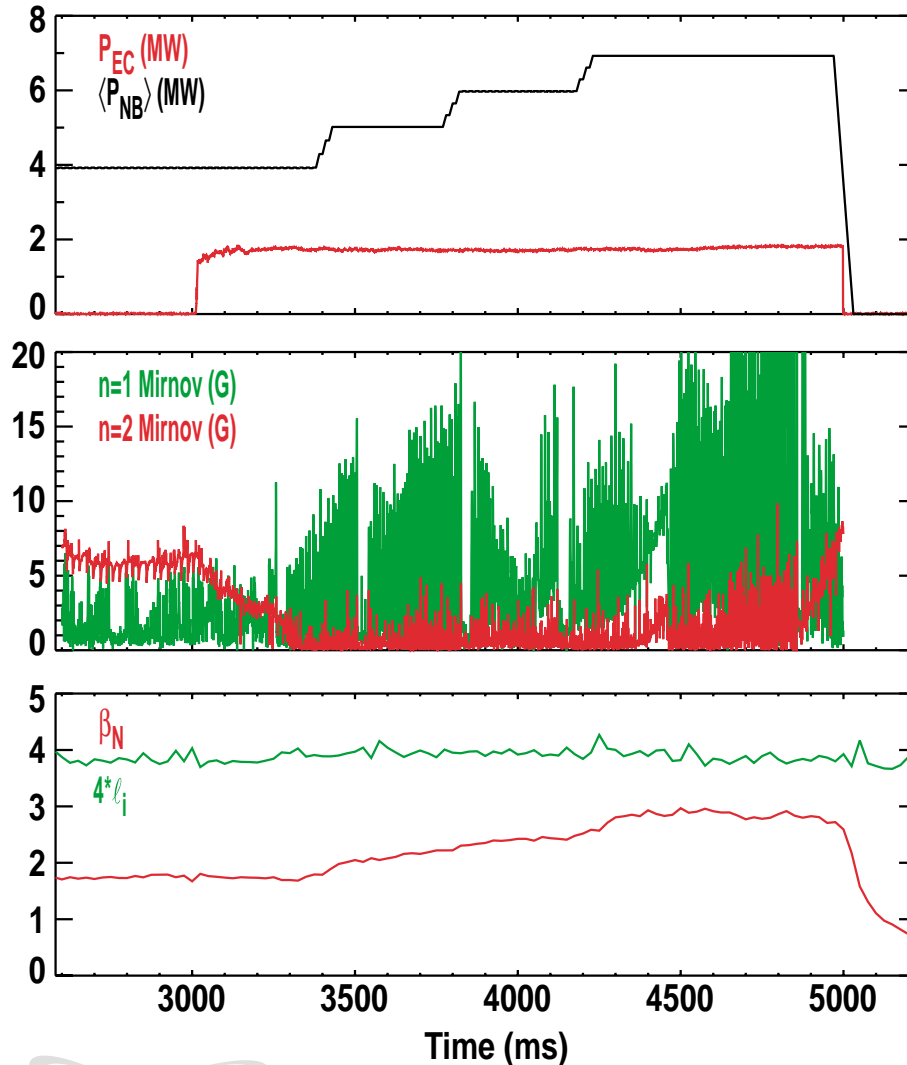 8
6
4
2
0
P_EC (MW)
⟨P_NB⟩ (MW)
20
15
10
5
0
n=1 Mirnov (G)
n=2 Mirnov (G)
5
4
3
2
1
0
β_N
4*ℓ_i
3000 3500 4000 4500 5000
Time (ms)